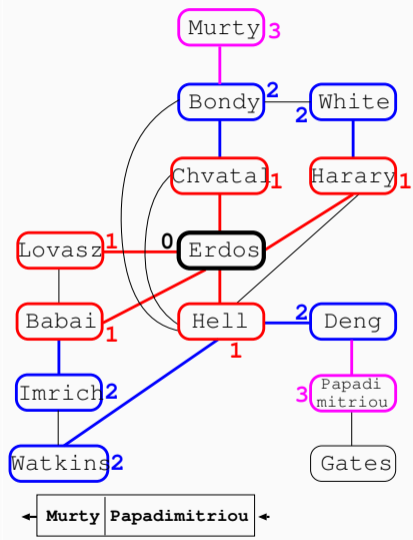 Murty 3
Bondy 2 White
2
Chvatal 1 Harary 1
Lovasz 1 0 Erdos
Babai 1 Hell 1 2 Deng
Imrich 2 3 Papadi
mitriou
Watkins 2 Gates
Murty Papadimitriou